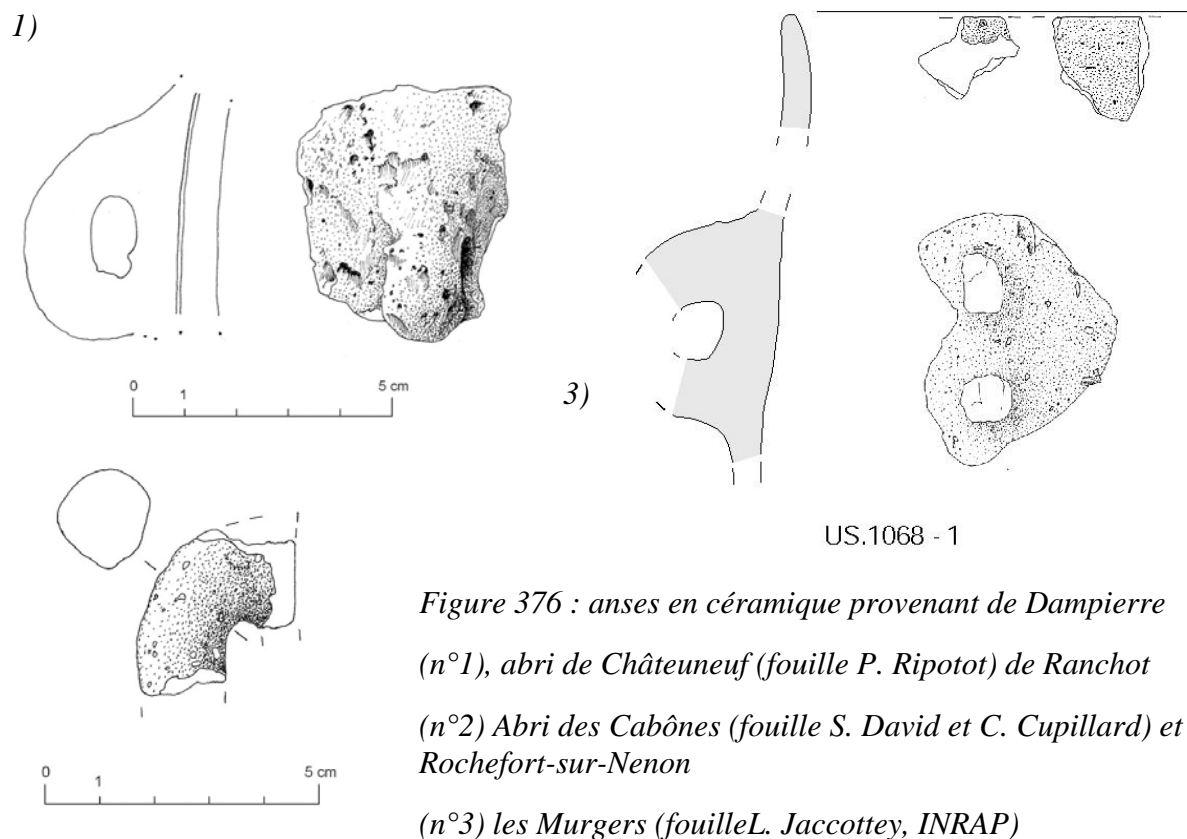 1)
0 1 5 cm
3)
US.1068 - 1
0 1 5 cm
Figure 376 : anses en céramique provenant de Dampierre
(n°1), abri de Châteuneuf (fouille P. Ripotot) de Ranchot
(n°2) Abri des Cabônes (fouille S. David et C. Cupillard) et
Rochefort-sur-Nenon
(n°3) les Murgers (fouilleL. Jaccottey, INRAP)